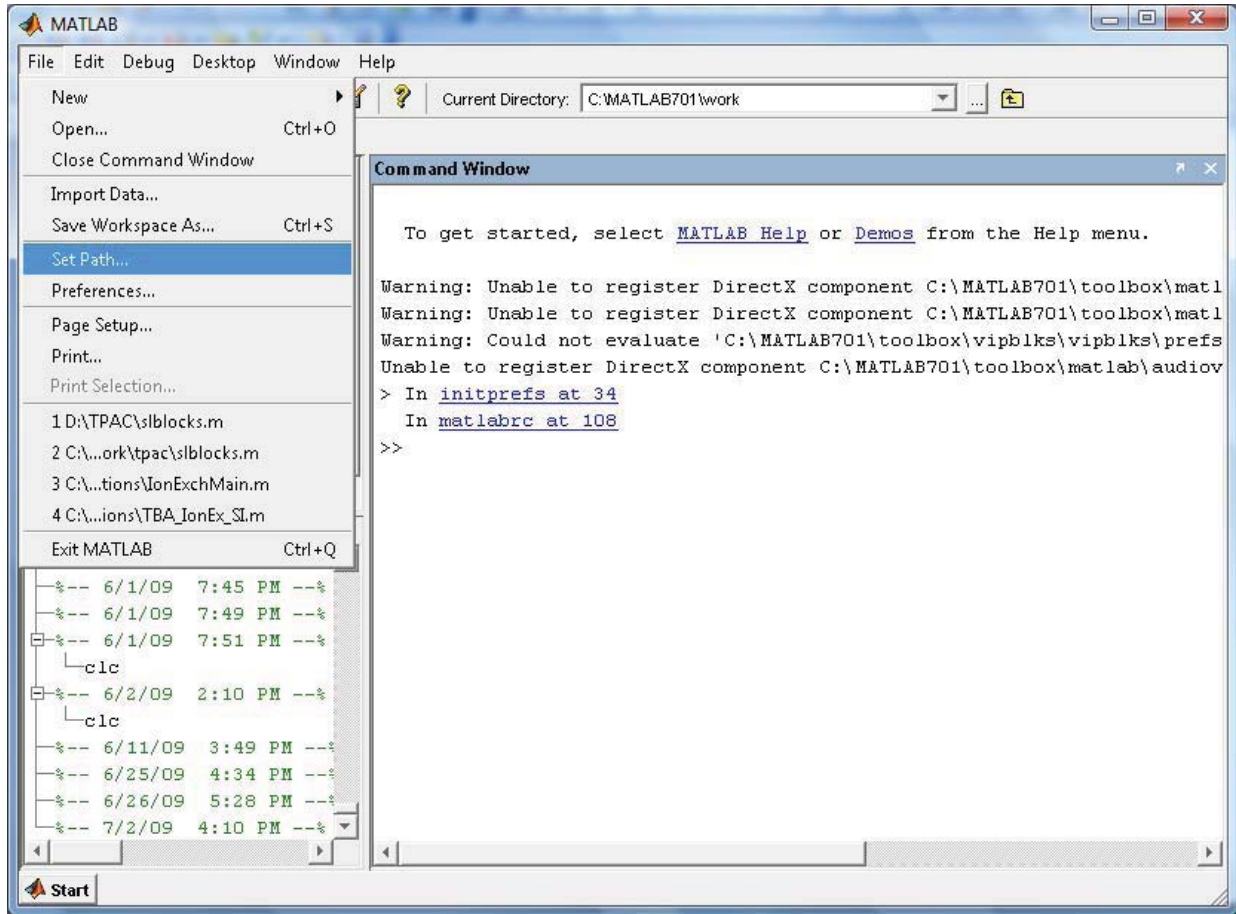 MATLAB
File Edit Debug Desktop Window Help
New
Open... Ctrl+O
Close Command Window
Import Data...
Save Workspace As... Ctrl+S
Set Path...
Preferences...
Page Setup...
Print...
Print Selection...
1 D:\TPAC\slblocks.m
2 C:\...ork\tpac\slblocks.m
3 C:\...tions\IonExchMain.m
4 C:\...ions\TBA_IonEx_SI.m
Exit MATLAB Ctrl+Q
Current Directory: C:\MATLAB701\work
Command Window
To get started, select MATLAB Help or Demos from the Help menu.
Warning: Unable to register DirectX component C:\MATLAB701\toolbox\matl
Warning: Unable to register DirectX component C:\MATLAB701\toolbox\matl
Warning: Could not evaluate 'C:\MATLAB701\toolbox\vipblks\vipblks\prefs
Unable to register DirectX component C:\MATLAB701\toolbox\matlab\audiov
> In initprefs at 34
In matlabrc at 108
>>
%-- 6/1/09 7:45 PM --%
%-- 6/1/09 7:49 PM --%
%-- 6/1/09 7:51 PM --%
clc
%-- 6/2/09 2:10 PM --%
clc
%-- 6/11/09 3:49 PM --%
%-- 6/25/09 4:34 PM --%
%-- 6/26/09 5:28 PM --%
%-- 7/2/09 4:10 PM --%
Start